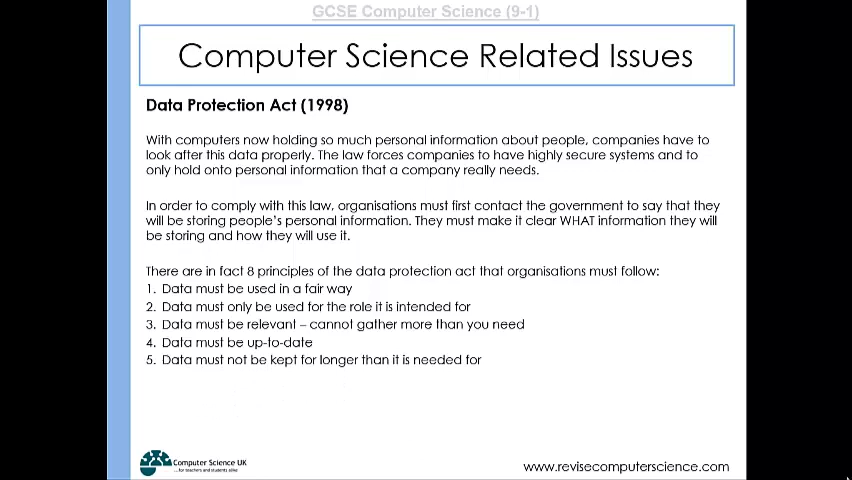 GCSE Computer Science (9-1)
Computer Science Related Issues
Data Protection Act (1998)
With computers now holding so much personal information about people, companies have to
look after this data properly. The law forces companies to have highly secure systems and to
only hold onto personal information that a company really needs.
In order to comply with this law, organisations must first contact the government to say that they
will be storing people's personal information. They must make it clear WHAT information they will
be storing and how they will use it.
There are in fact 8 principles of the data protection act that organisations must follow:
1. Data must be used in a fair way
2. Data must only be used for the role it is intended for
3. Data must be relevant – cannot gather more than you need
4. Data must be up-to-date
5. Data must not be kept for longer than it is needed for
Computer Science UK
...for teachers and students alike
www.revisecomputerscience.com